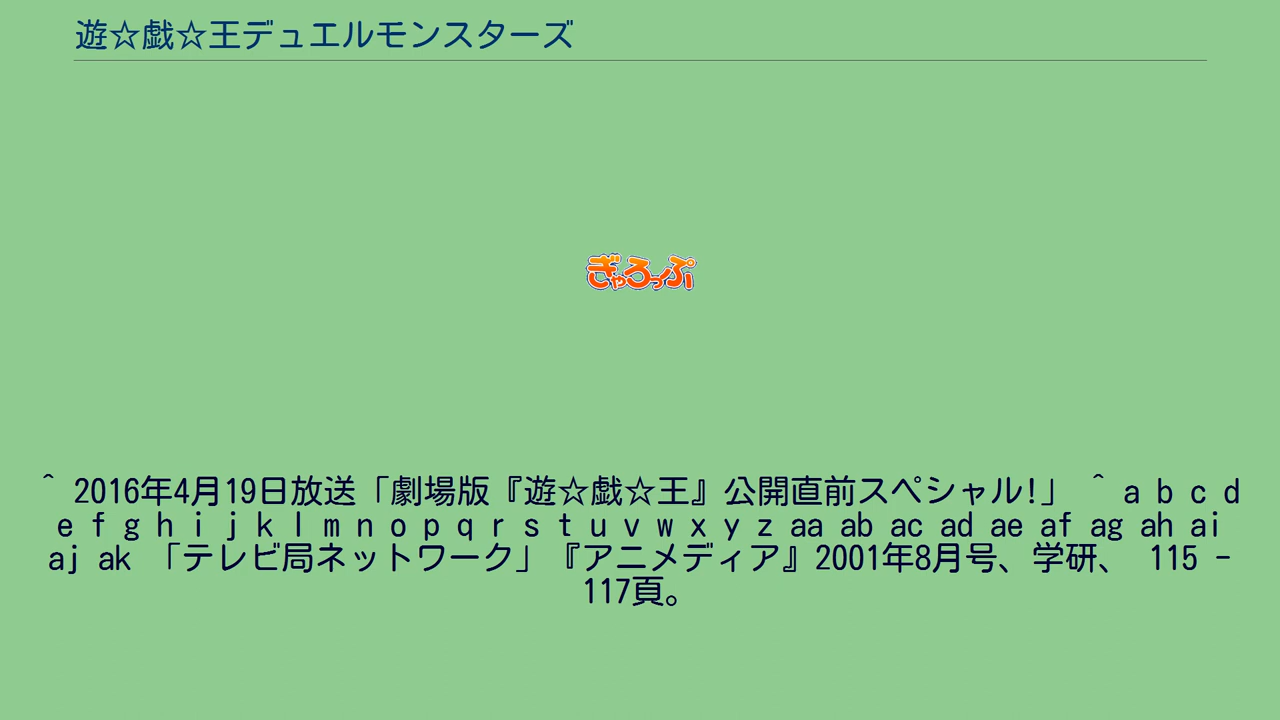 遊☆戯☆王デュエルモンスターズ
ぎゃろっぷ
^ 2016年4月19日放送「劇場版『遊☆戯☆王』公開直前スペシャル!」 ^ a b c d
e f g h i j k l m n o p q r s t u v w x y z aa ab ac ad ae af ag ah ai
aj ak 「テレビ局ネットワーク」『アニメディア』2001年8月号、学研、 115 -
117頁。